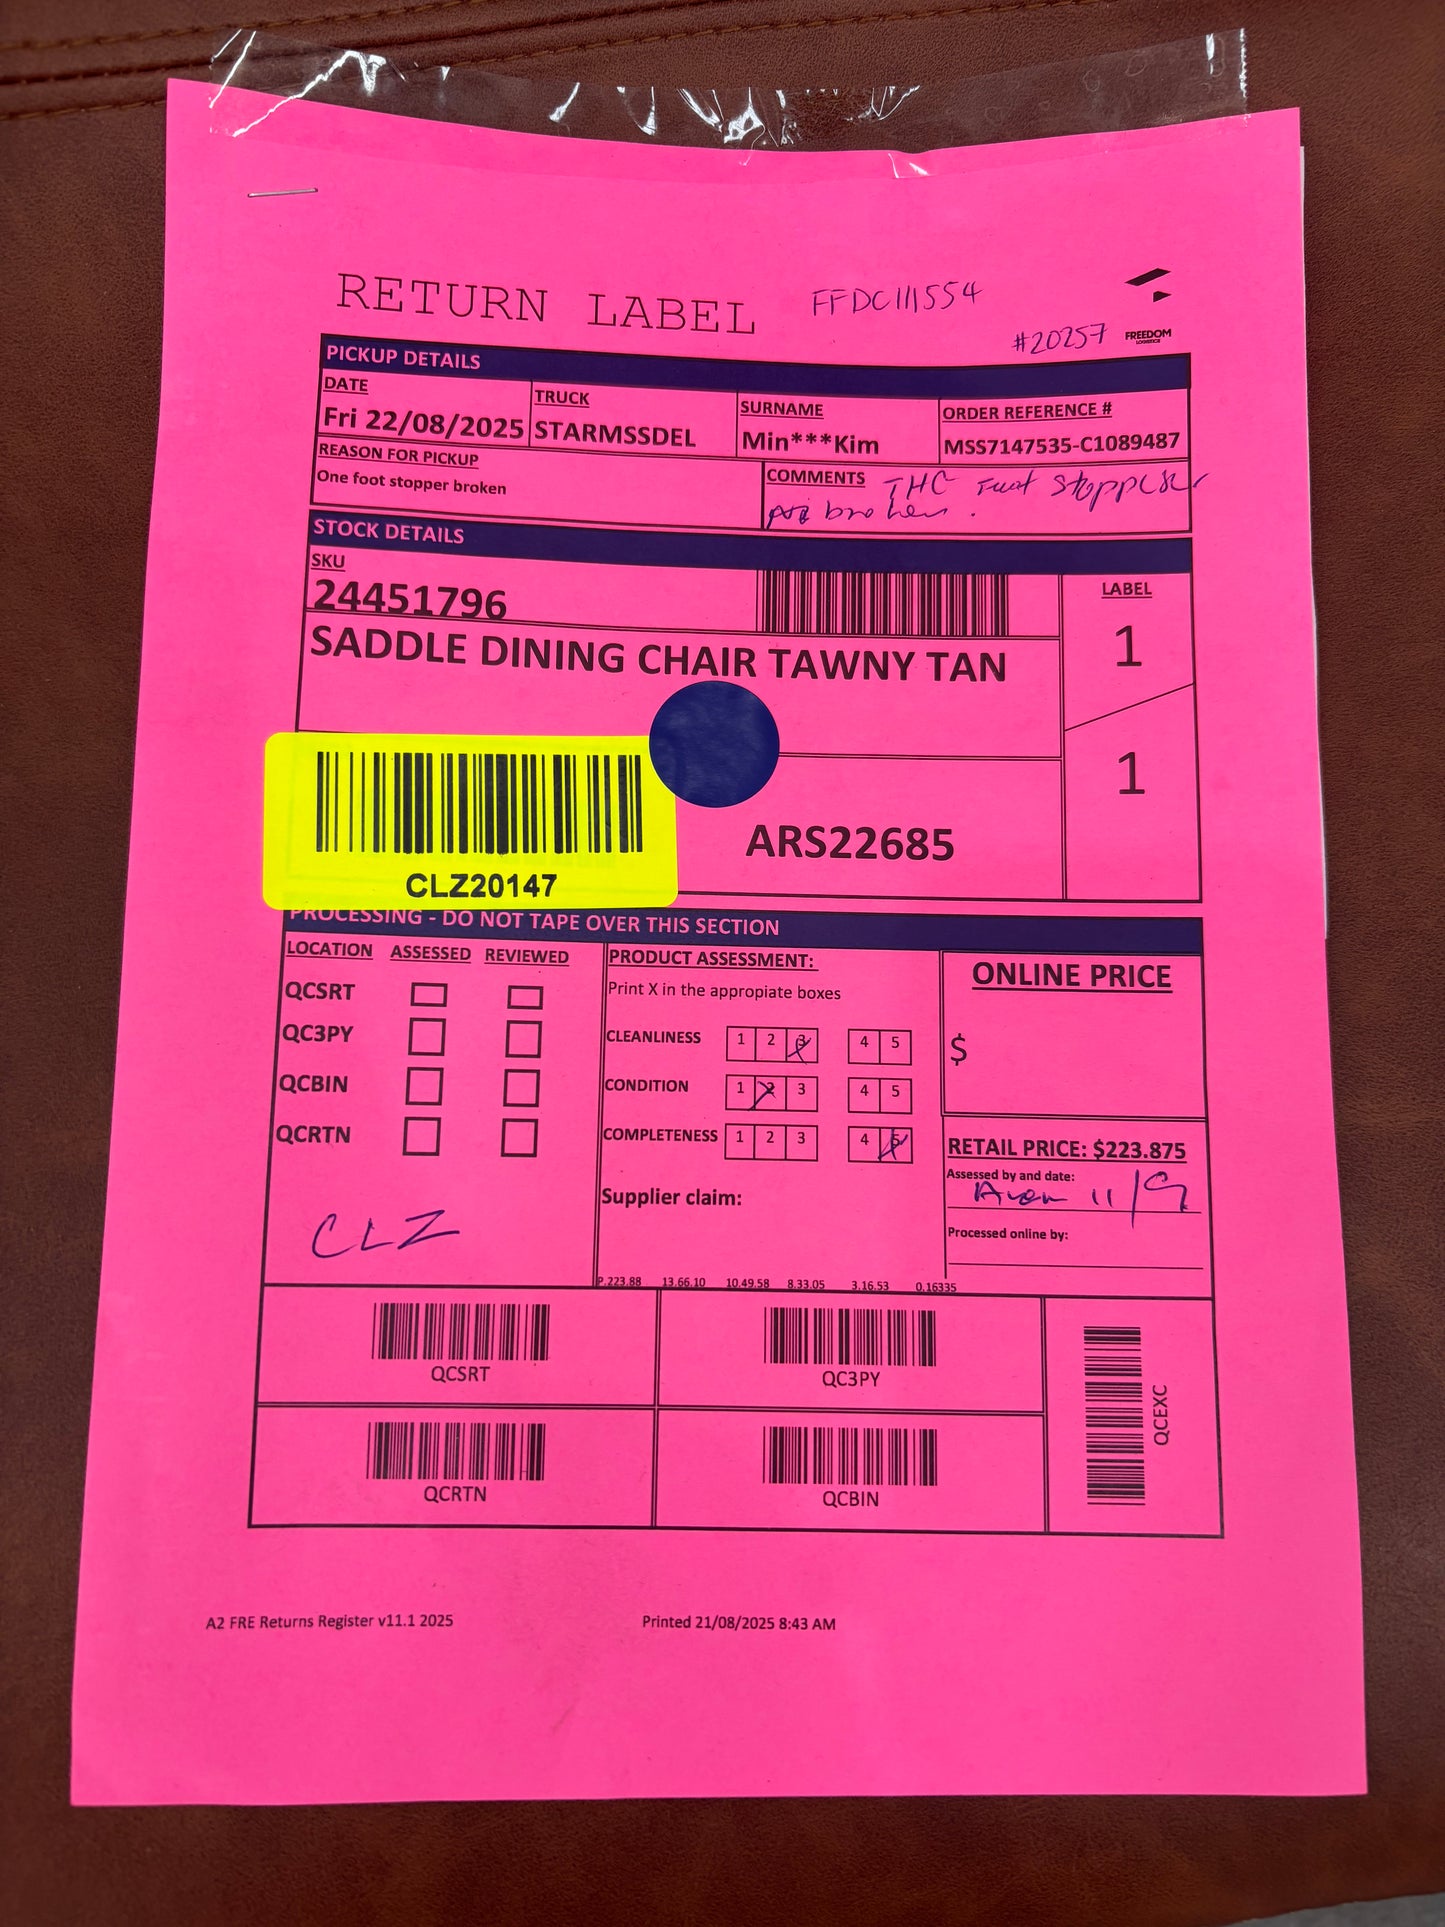 RETURN LABEL
FFDC111554
#20257
FREEDOM
LOGISTICS
PICKUP DETAILS
DATE
TRUCK
SURNAME
ORDER REFERENCE #
Fri 22/08/2025
STARMSSDEL
Min***Kim
MSS7147535-C1089487
REASON FOR PICKUP
COMMENTS
One foot stopper broken
THC Foot stopper
broken.
STOCK DETAILS
SKU
24451796
LABEL
1
SADDLE DINING CHAIR TAWNY TAN
1
ARS22685
CLZ20147
PROCESSING - DO NOT TAPE OVER THIS SECTION
LOCATION ASSESSED REVIEWED
QCSRT
QC3PY
QCBIN
QCRTN
CLZ
PRODUCT ASSESSMENT:
Print X in the appropiate boxes
CLEANLINESS 1 2 3 4 5
CONDITION 1 2 3 4 5
COMPLETENESS 1 2 3 4 5
Supplier claim:
P.223.88 13.66.10 10.49.58 8.33.05 3.16.53 0.16335
ONLINE PRICE
$
RETAIL PRICE: $223.875
Assessed by and date:
11/9
Processed online by:
QCSRT
QC3PY
QCRTN
QCBIN
QCEXC
A2 FRE Returns Register v11.1 2025
Printed 21/08/2025 8:43 AM